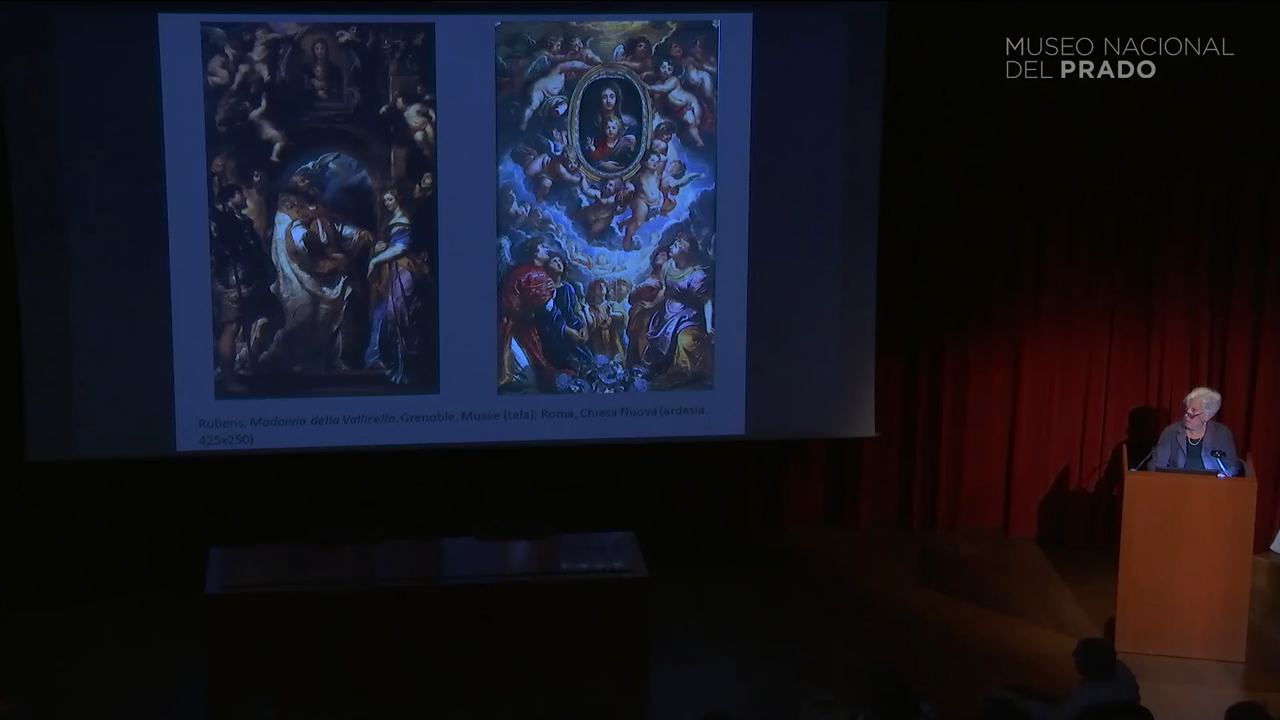 MUSEO NACIONAL
DEL PRADO
Rubens, Madonna della Vallicella, Grenoble, Musée (tela); Roma, Chiesa Nuova (ardesia,
425x250)